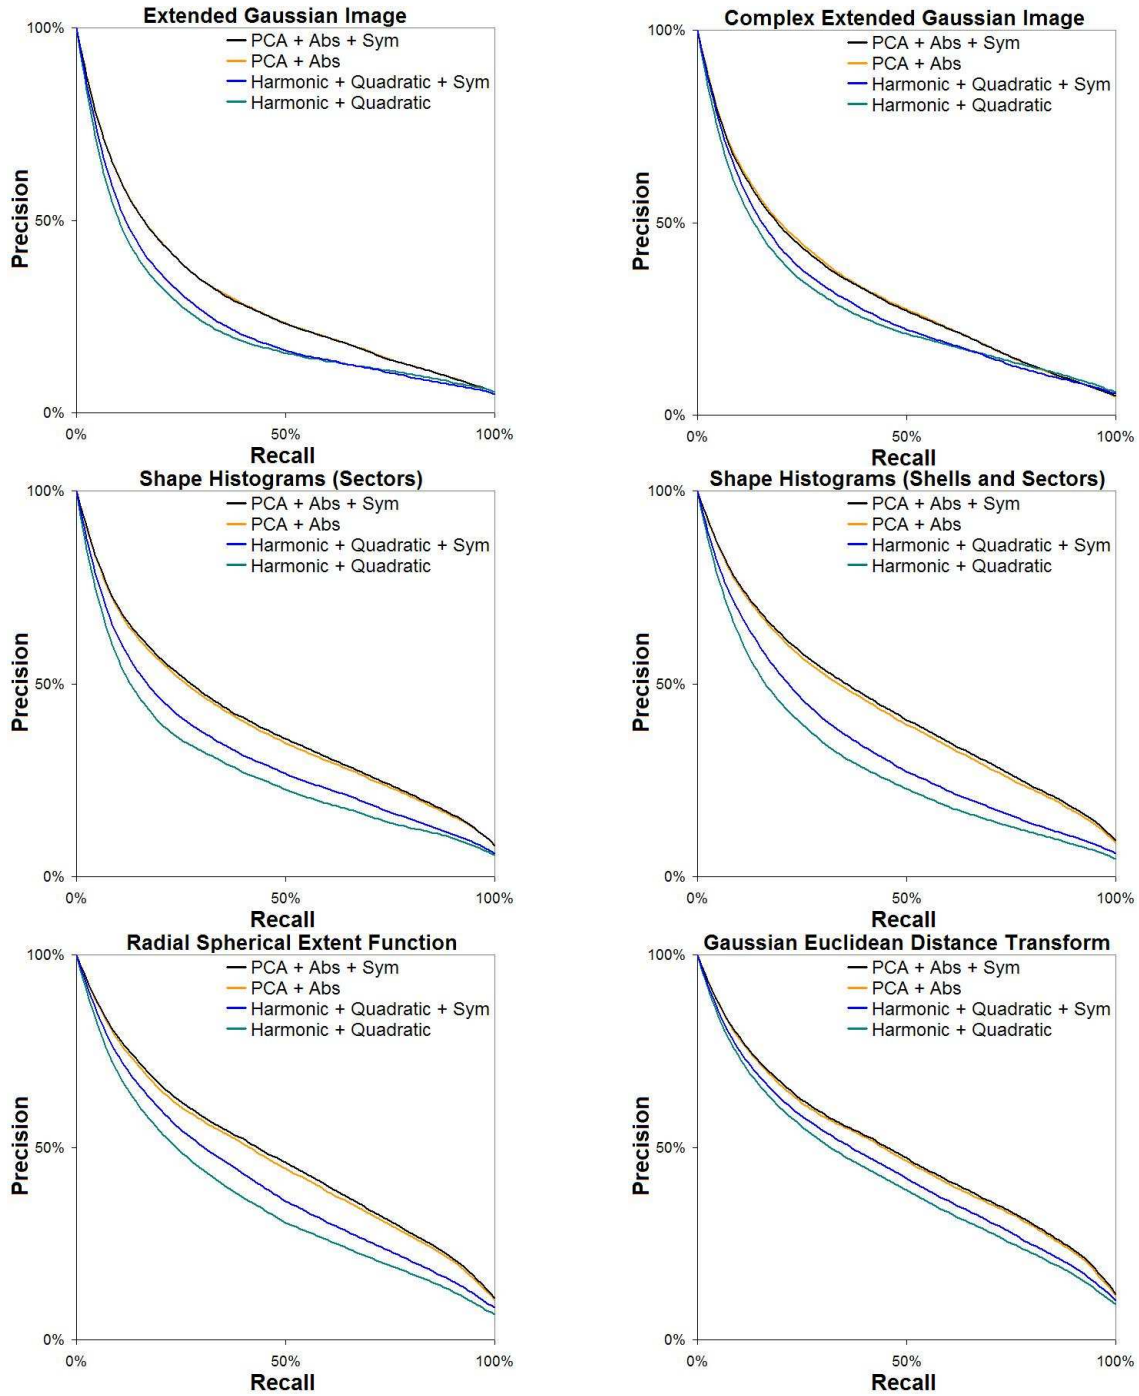 Extended Gaussian Image
100%
PCA + Abs + Sym
PCA + Abs
Harmonic + Quadratic + Sym
Harmonic + Quadratic
Precision
50%
0%
0%
50%
100%
Recall
Complex Extended Gaussian Image
100%
PCA + Abs + Sym
PCA + Abs
Harmonic + Quadratic + Sym
Harmonic + Quadratic
Precision
50%
0%
0%
50%
100%
Recall
Shape Histograms (Sectors)
100%
PCA + Abs + Sym
PCA + Abs
Harmonic + Quadratic + Sym
Harmonic + Quadratic
Precision
50%
0%
0%
50%
100%
Recall
Shape Histograms (Shells and Sectors)
100%
PCA + Abs + Sym
PCA + Abs
Harmonic + Quadratic + Sym
Harmonic + Quadratic
Precision
50%
0%
0%
50%
100%
Recall
Radial Spherical Extent Function
100%
PCA + Abs + Sym
PCA + Abs
Harmonic + Quadratic + Sym
Harmonic + Quadratic
Precision
50%
0%
0%
50%
100%
Recall
Gaussian Euclidean Distance Transform
100%
PCA + Abs + Sym
PCA + Abs
Harmonic + Quadratic + Sym
Harmonic + Quadratic
Precision
50%
0%
0%
50%
100%
Recall